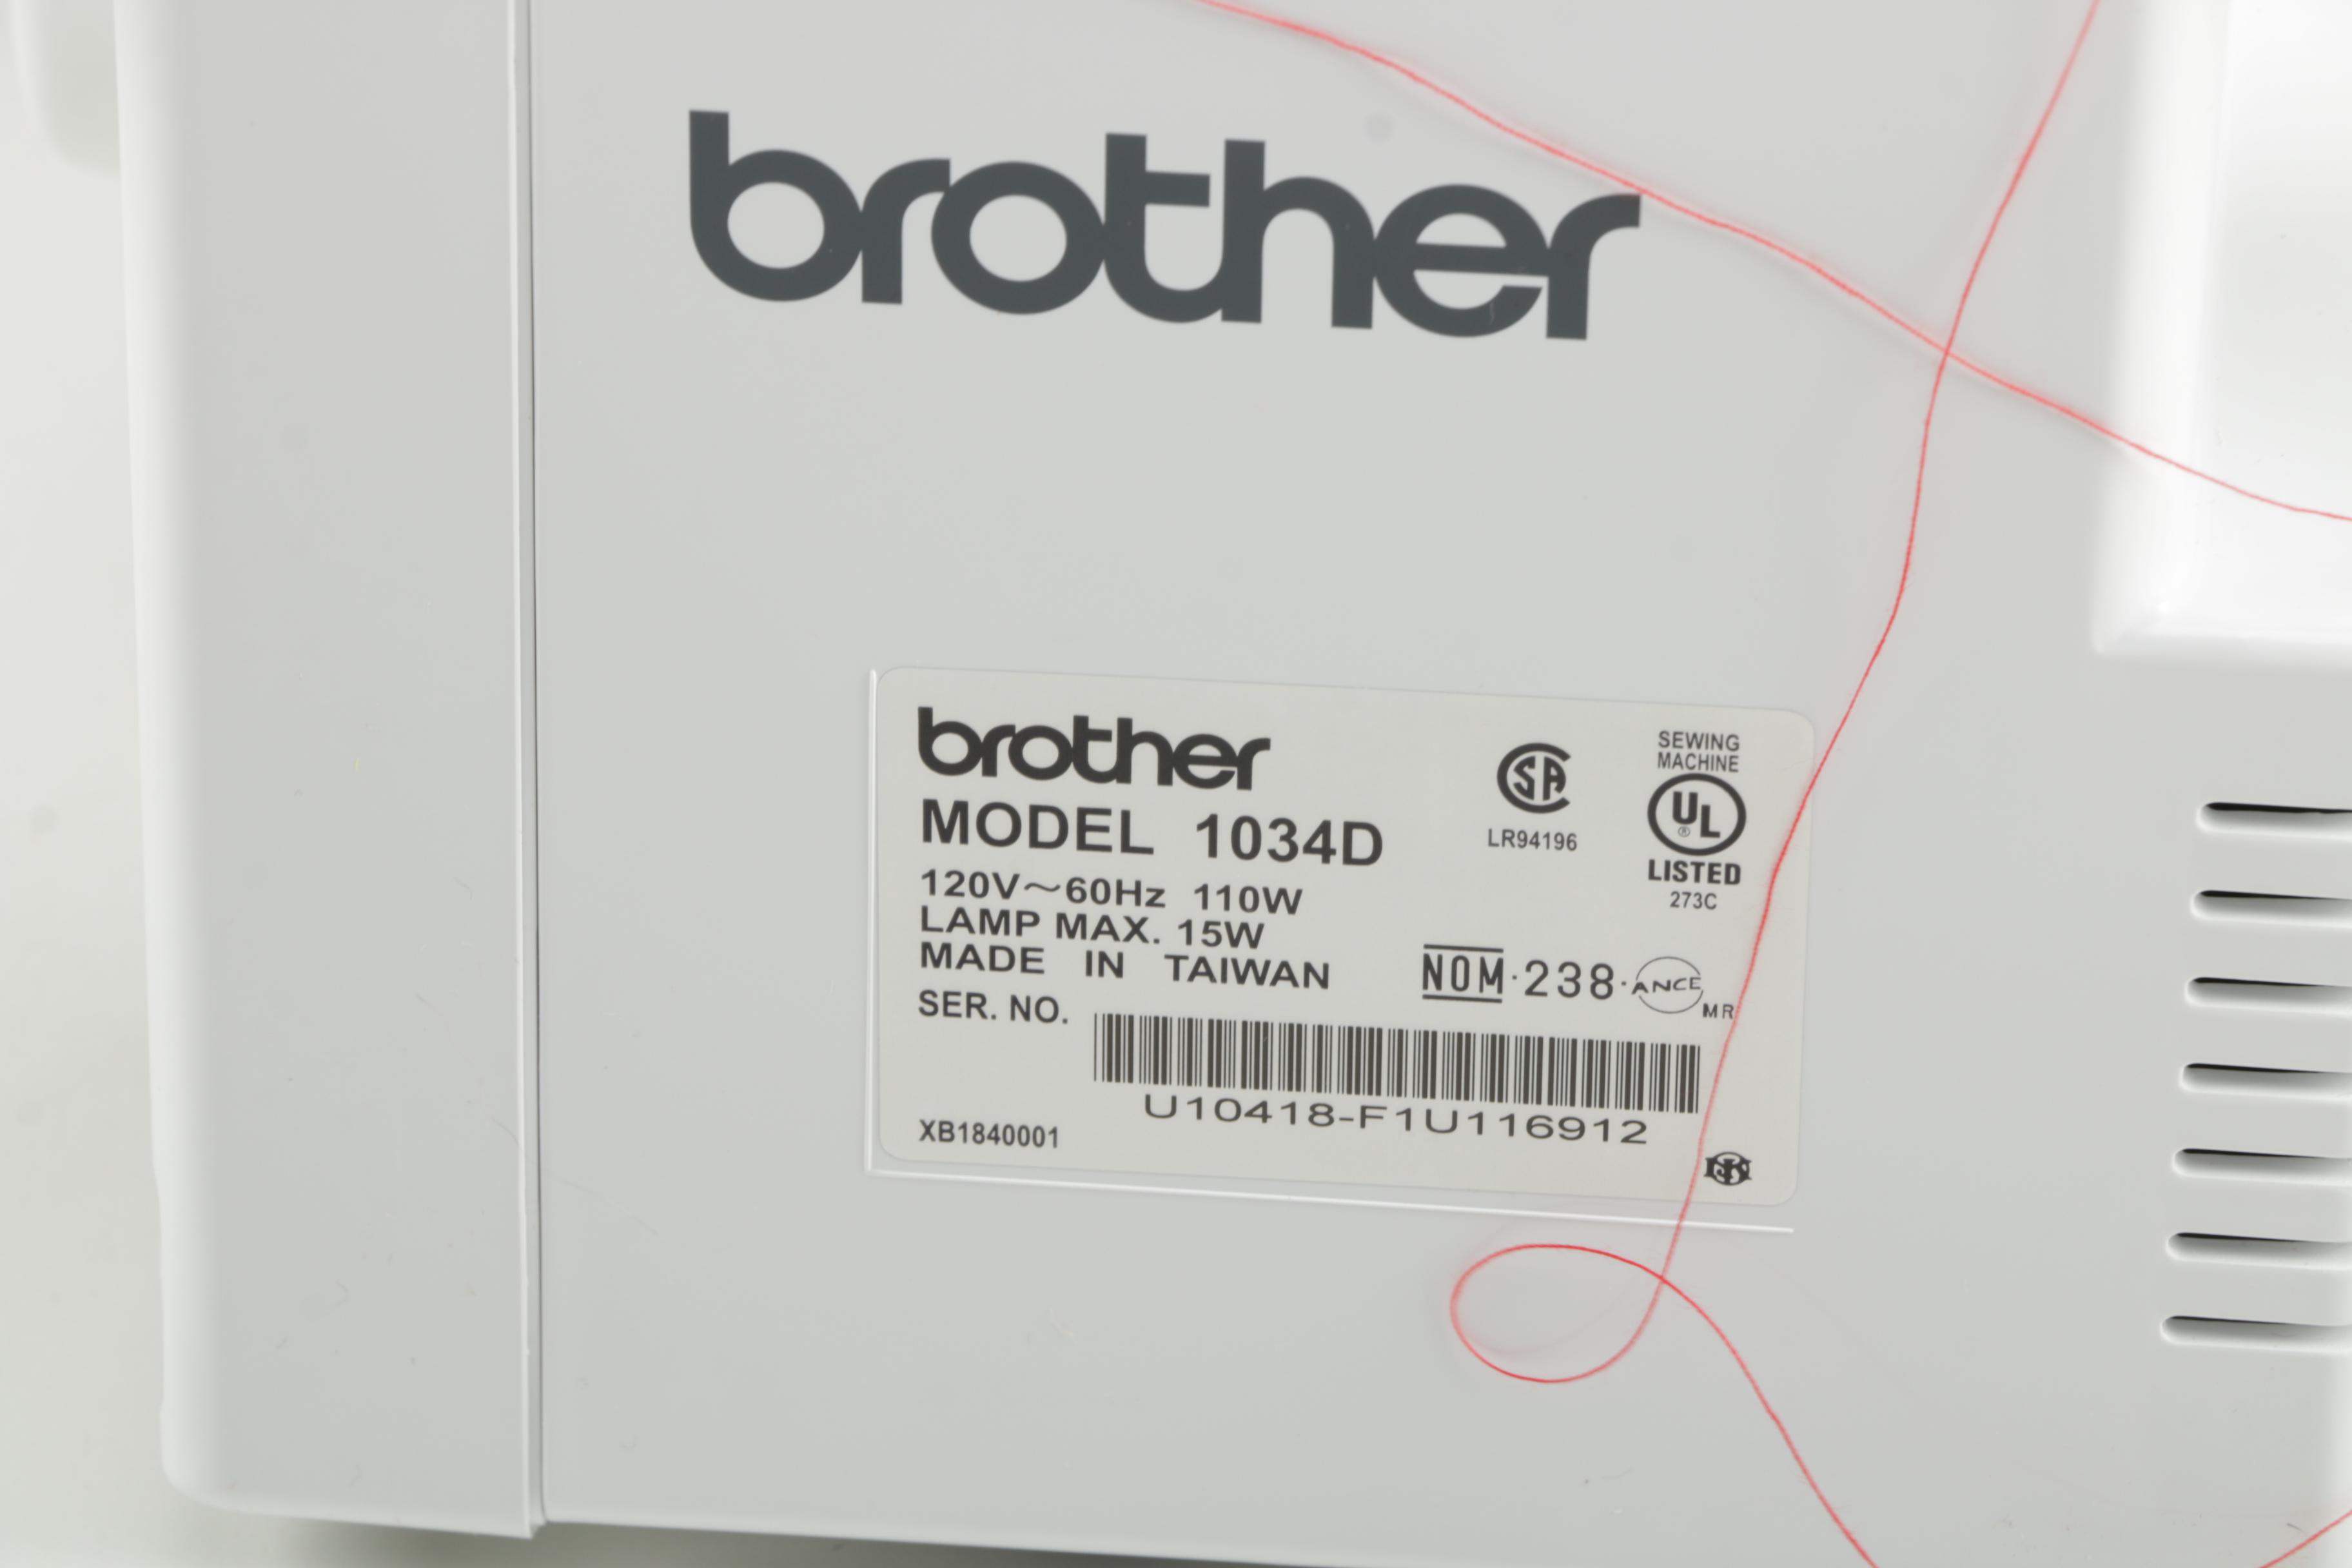 brother
brother
MODEL 1034D
120V~60Hz 110W
LAMP MAX. 15W
MADE IN TAIWAN
SER. NO.
U10418-F1U116912
XB1840001
SA
LR94196
SEWING
MACHINE
UL
®
LISTED
273C
NOM·238·ANCE
MR